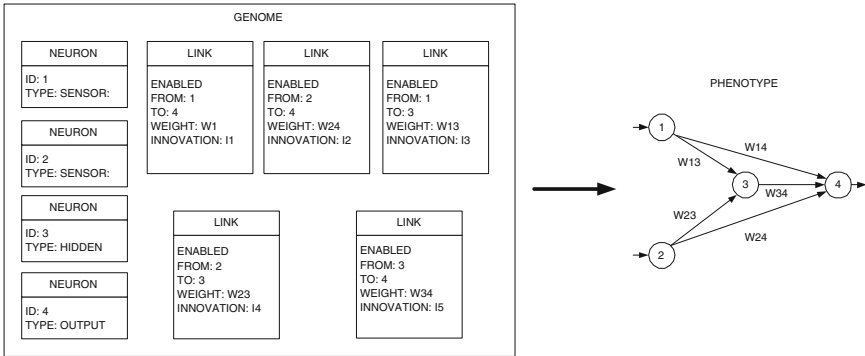 GENOME
NEURON
ID: 1
TYPE: SENSOR:
NEURON
ID: 2
TYPE: SENSOR:
NEURON
ID: 3
TYPE: HIDDEN
NEURON
ID: 4
TYPE: OUTPUT
LINK
ENABLED
FROM: 1
TO: 4
WEIGHT: W1
INNOVATION: I1
LINK
ENABLED
FROM: 2
TO: 4
WEIGHT: W24
INNOVATION: I2
LINK
ENABLED
FROM: 1
TO: 3
WEIGHT: W13
INNOVATION: I3
LINK
ENABLED
FROM: 2
TO: 3
WEIGHT: W23
INNOVATION: I4
LINK
ENABLED
FROM: 3
TO: 4
WEIGHT: W34
INNOVATION: I5
PHENOTYPE
1
W14
W13
3
4
W34
W23
W24
2